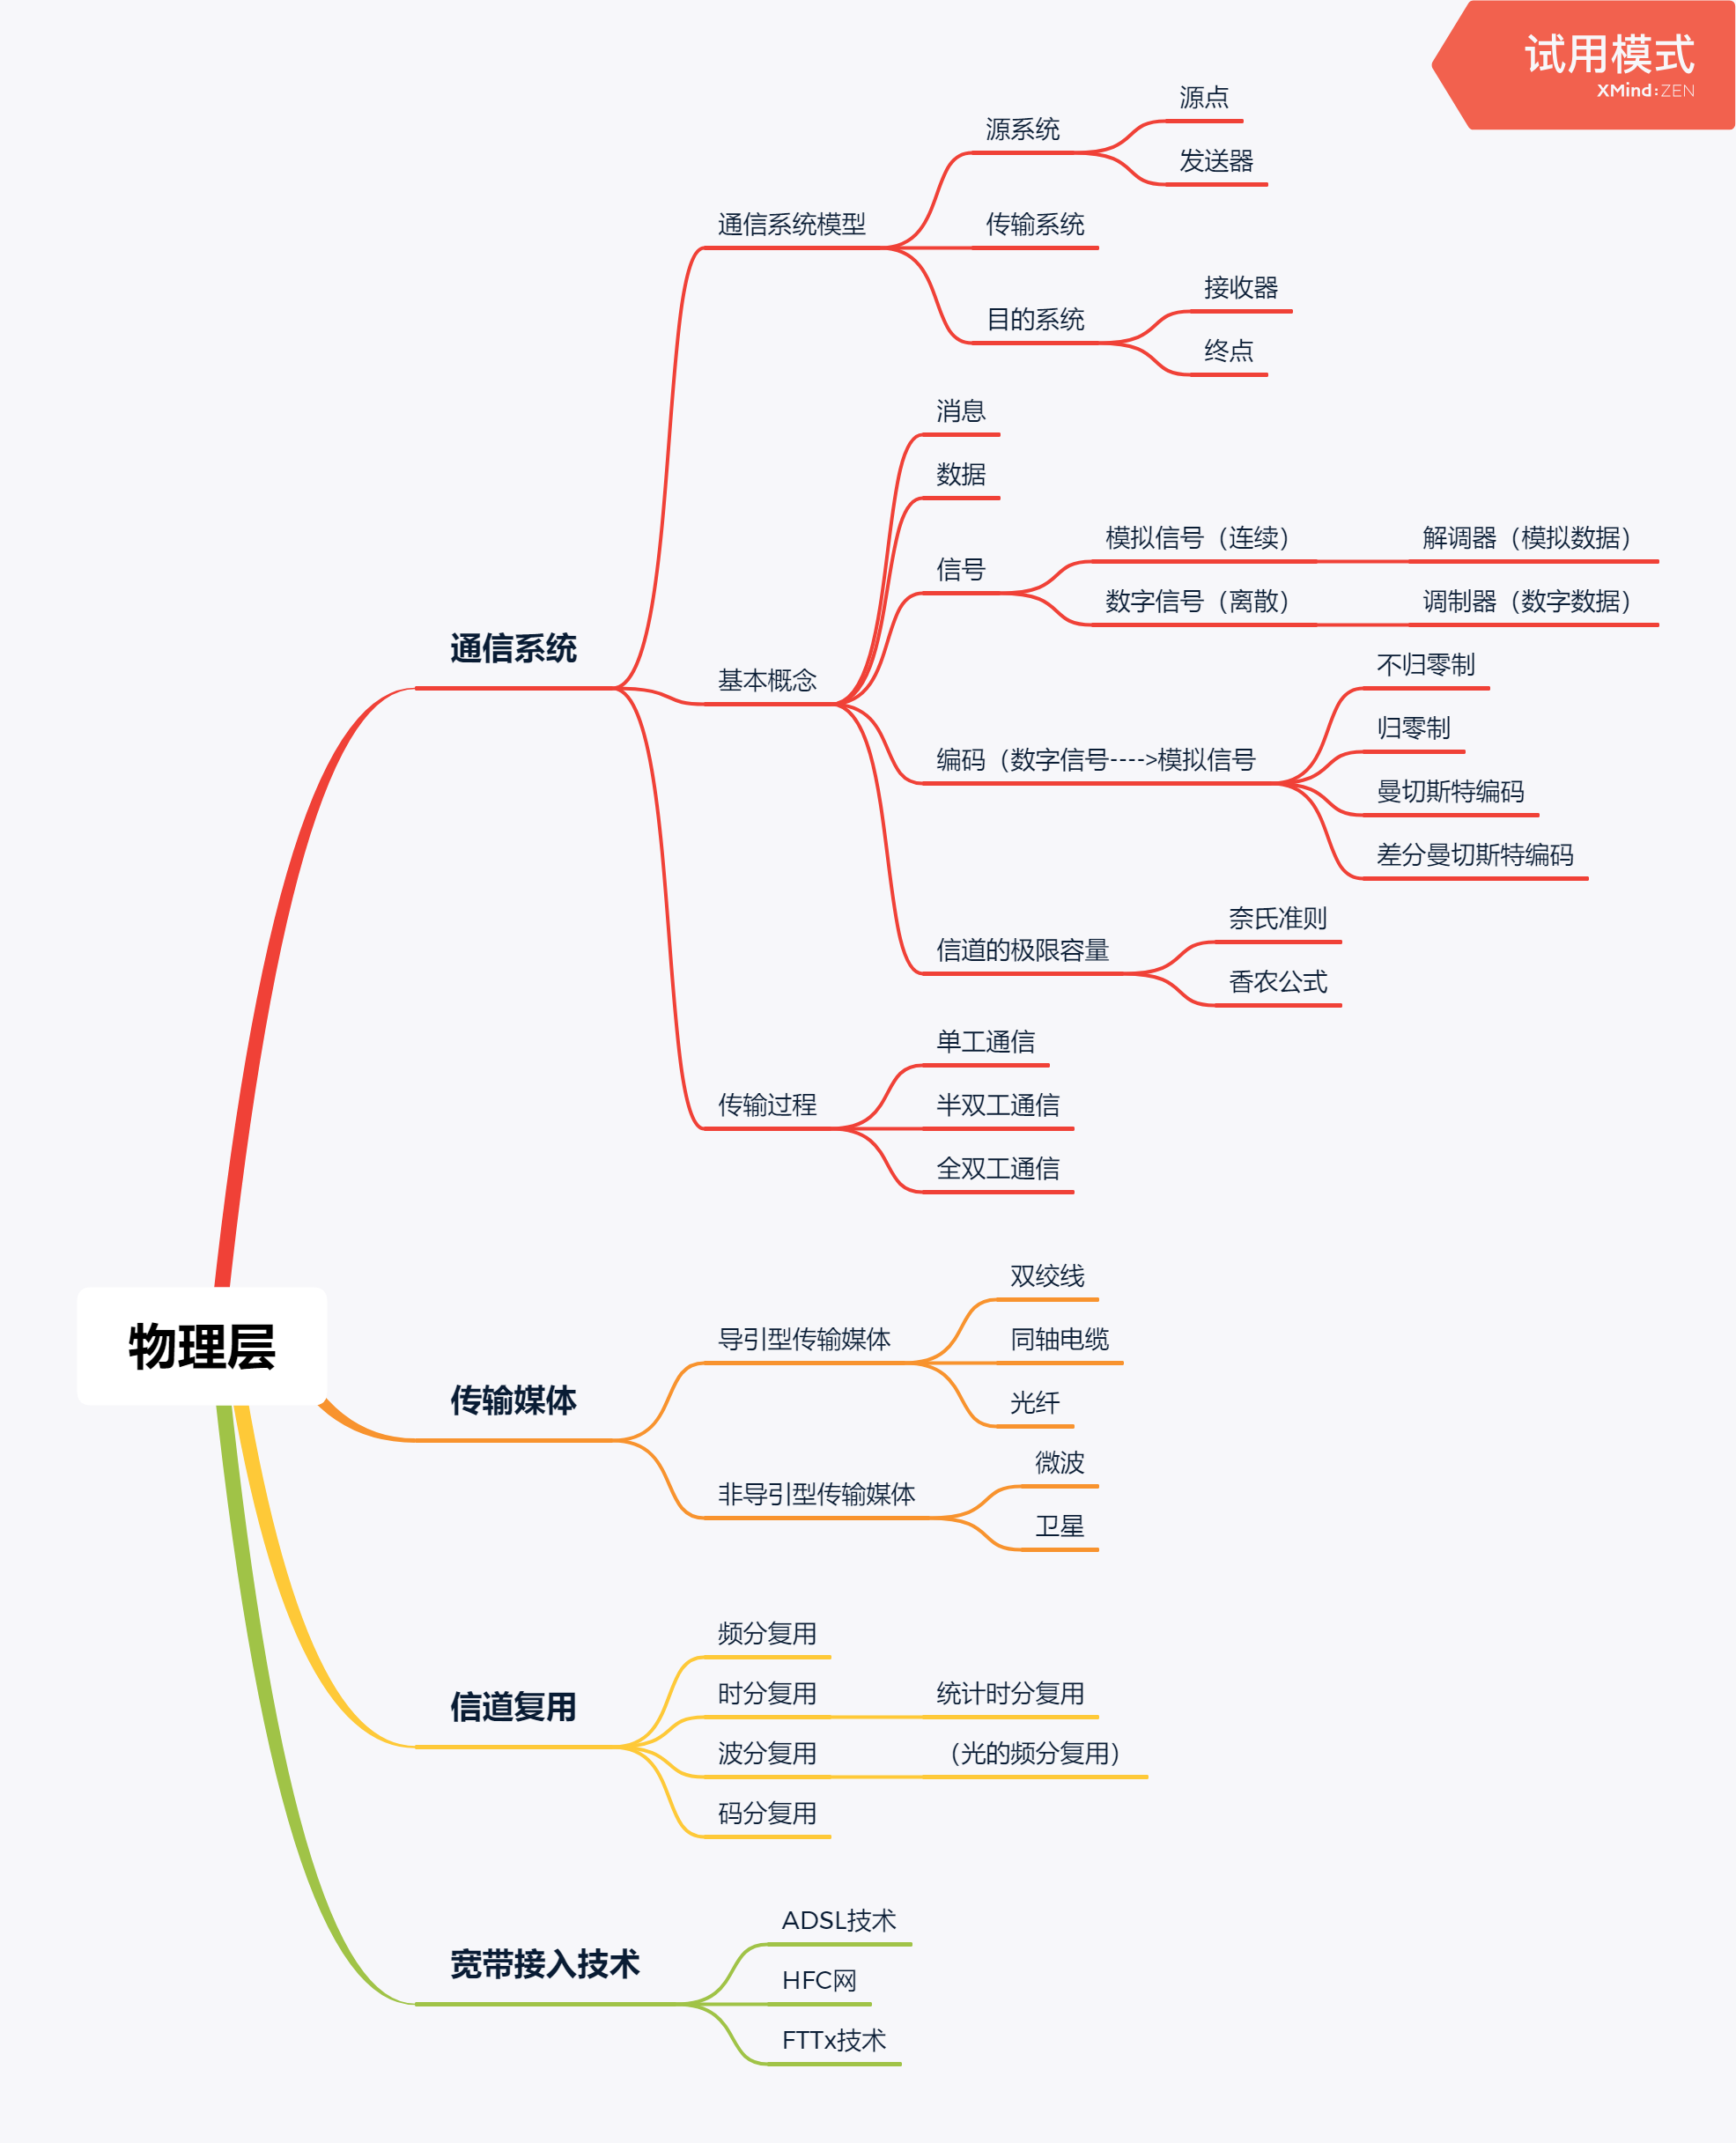 试用模式
XMind:ZEN
物理层
通信系统
通信系统模型
源系统
源点
发送器
传输系统
目的系统
接收器
终点
基本概念
消息
数据
信号
模拟信号（连续）
解调器（模拟数据）
数字信号（离散）
调制器（数字数据）
编码（数字信号---->模拟信号
不归零制
归零制
曼切斯特编码
差分曼切斯特编码
信道的极限容量
奈氏准则
香农公式
传输过程
单工通信
半双工通信
全双工通信
传输媒体
导引型传输媒体
双绞线
同轴电缆
光纤
非导引型传输媒体
微波
卫星
信道复用
频分复用
时分复用
统计时分复用
波分复用
（光的频分复用）
码分复用
宽带接入技术
ADSL技术
HFC网
FTTx技术